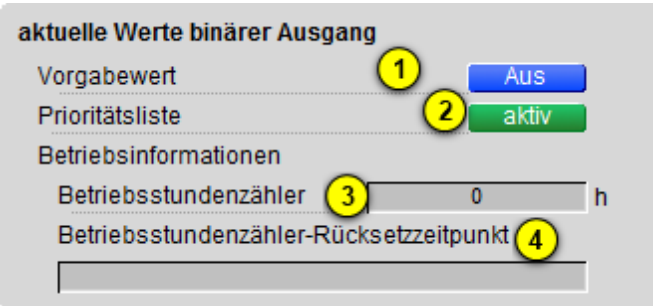 aktuelle Werte binärer Ausgang
Vorgabewert 1 Aus
Prioritätsliste 2 aktiv
Betriebsinformationen
Betriebsstundenzähler 3 0 h
Betriebsstundenzähler-Rücksetzzeitpunkt 4